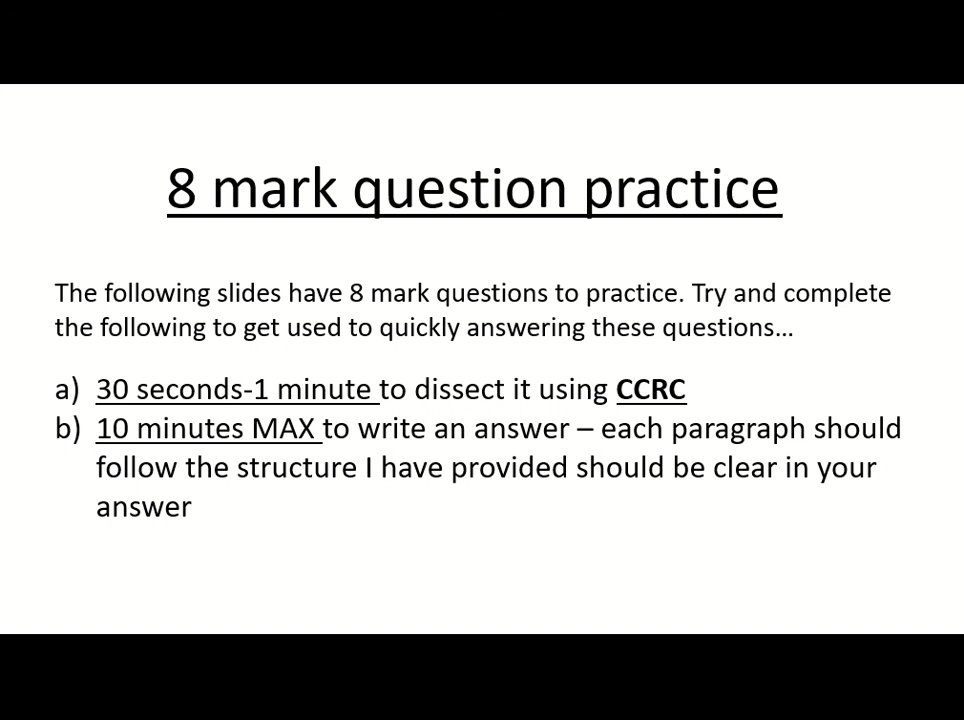 8 mark question practice
The following slides have 8 mark questions to practice. Try and complete
the following to get used to quickly answering these questions...
a) 30 seconds-1 minute to dissect it using CCRC
b) 10 minutes MAX to write an answer – each paragraph should
follow the structure I have provided should be clear in your
answer